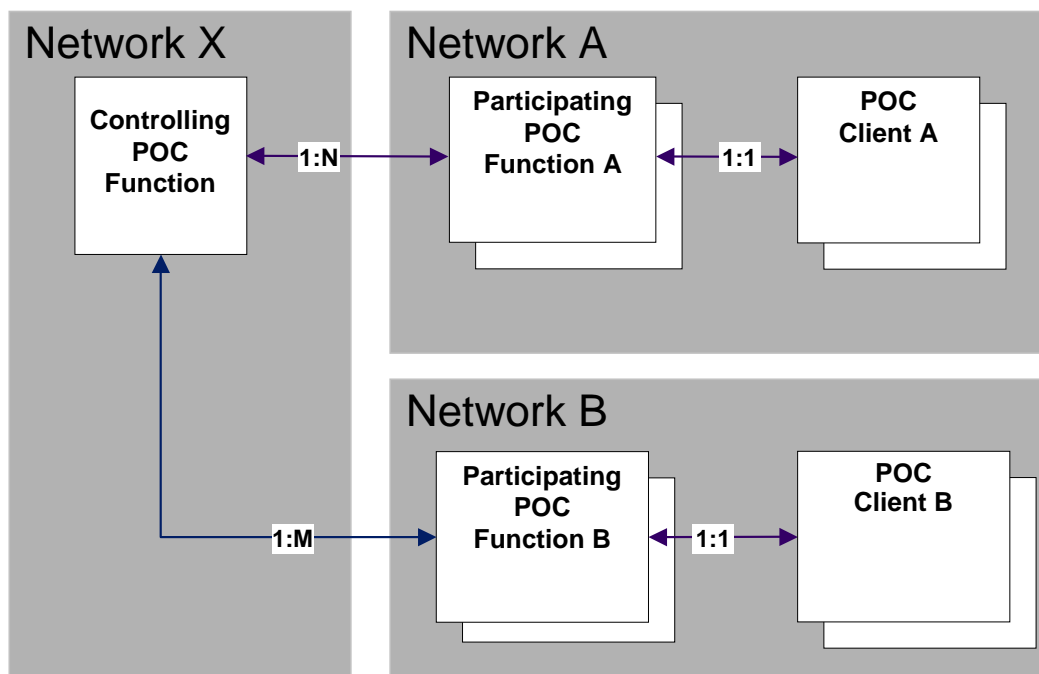 Network X
Controlling
POC
Function
1:N
Network A
Participating
POC
Function A
1:1
POC
Client A
1:M
Network B
Participating
POC
Function B
1:1
POC
Client B